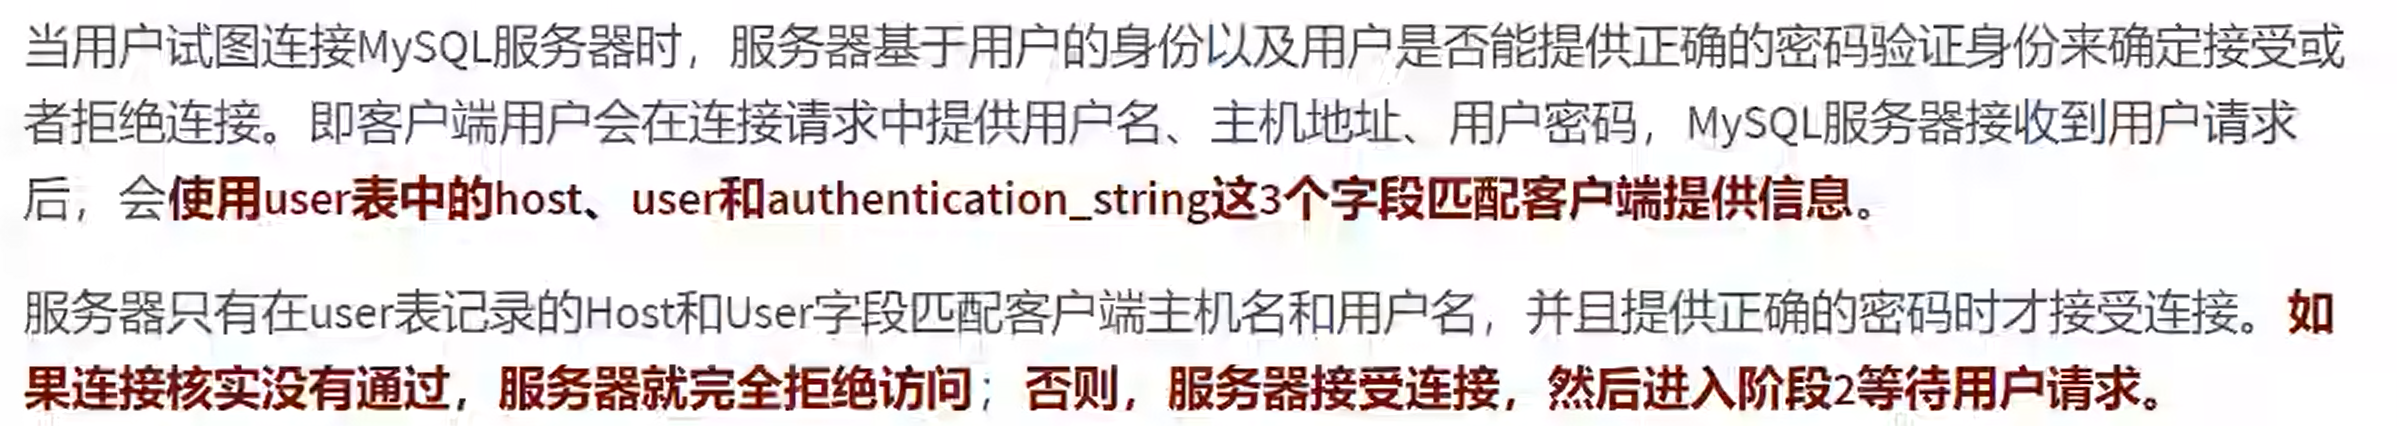 当用户试图连接MySQL服务器时，服务器基于用户的身份以及用户是否能提供正确的密码验证身份来确定接受或
者拒绝连接。即客户端用户会在连接请求中提供用户名、主机地址、用户密码，MySQL服务器接收到用户请求
后，会使用user表中的host、user和authentication_string这3个字段匹配客户端提供信息。
服务器只有在user表记录的Host和User字段匹配客户端主机名和用户名，并且提供正确的密码时才接受连接。如
果连接核实没有通过，服务器就完全拒绝访问；否则，服务器接受连接，然后进入阶段2等待用户请求。